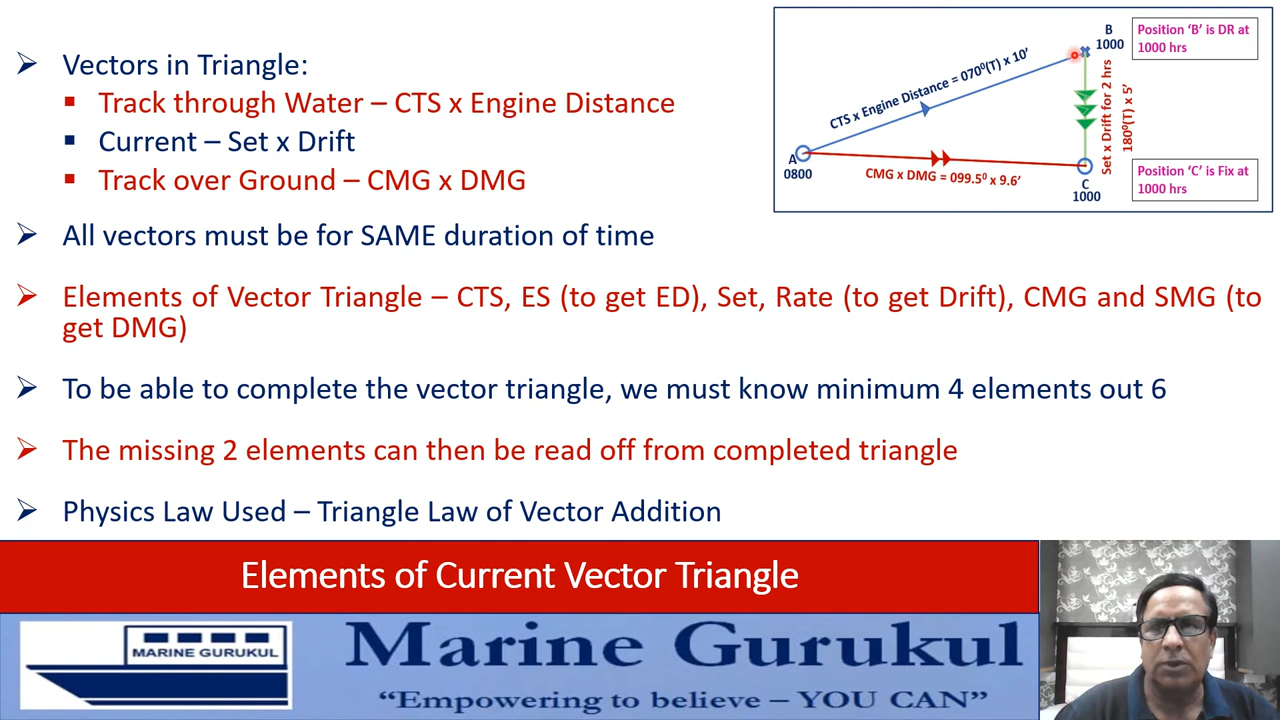 Vectors in Triangle:
Track through Water – CTS x Engine Distance
Current – Set x Drift
Track over Ground – CMG x DMG
All vectors must be for SAME duration of time
Elements of Vector Triangle – CTS, ES (to get ED), Set, Rate (to get Drift), CMG and SMG (to
get DMG)
To be able to complete the vector triangle, we must know minimum 4 elements out 6
The missing 2 elements can then be read off from completed triangle
Physics Law Used – Triangle Law of Vector Addition
CTS x Engine Distance = 070⁰(T) x 10'
A
0800
CMG x DMG = 099.5⁰ x 9.6'
B
1000
Set x Drift for 2 hrs
180⁰(T) x 5'
C
1000
Position 'B' is DR at
1000 hrs
Position 'C' is Fix at
1000 hrs
Elements of Current Vector Triangle
MARINE GURUKUL
Marine Gurukul
“Empowering to believe – YOU CAN”